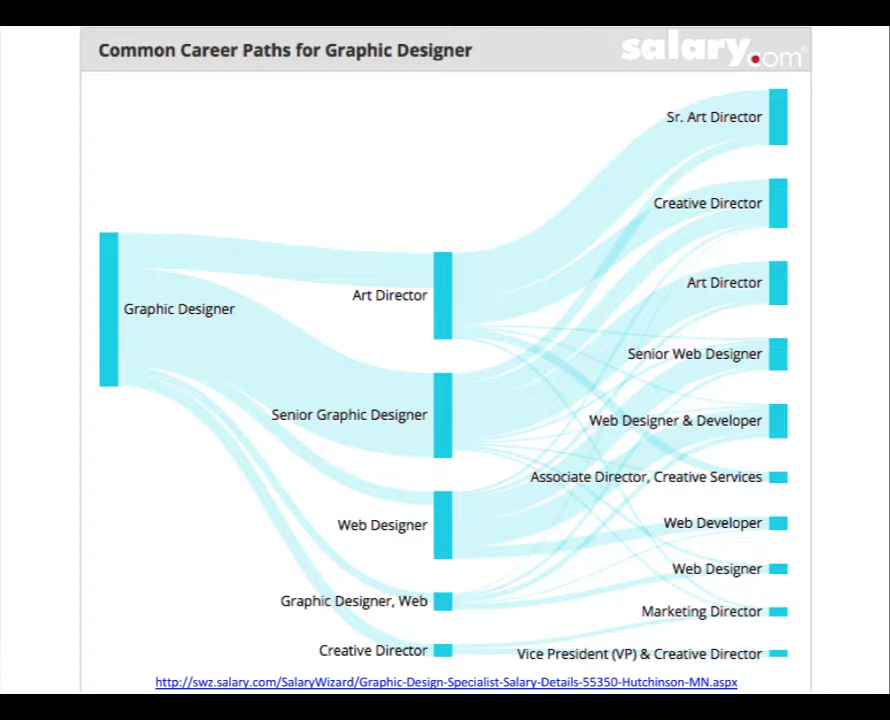 Common Career Paths for Graphic Designer
salary.com®
Sr. Art Director
Creative Director
Art Director
Art Director
Graphic Designer
Senior Web Designer
Senior Graphic Designer
Web Designer & Developer
Associate Director, Creative Services
Web Designer
Web Developer
Web Designer
Graphic Designer, Web
Marketing Director
Creative Director
Vice President (VP) & Creative Director
http://swz.salary.com/SalaryWizard/Graphic-Design-Specialist-Salary-Details-55350-Hutchinson-MN.aspx